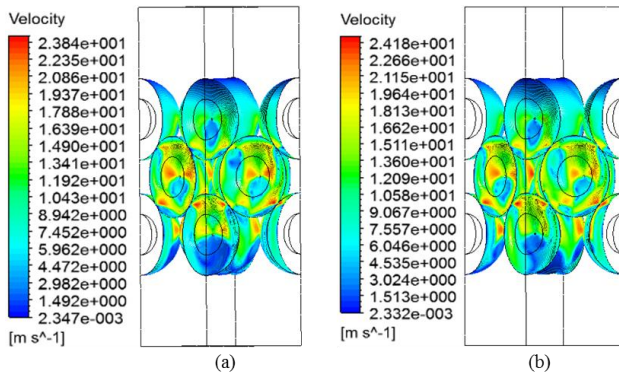 Velocity
2.384e+001
2.235e+001
2.086e+001
1.937e+001
1.788e+001
1.639e+001
1.490e+001
1.341e+001
1.192e+001
1.043e+001
8.942e+000
7.452e+000
5.962e+000
4.472e+000
2.982e+000
1.492e+000
2.347e-003
[m s^-1]
(a)
Velocity
2.418e+001
2.266e+001
2.115e+001
1.964e+001
1.813e+001
1.662e+001
1.511e+001
1.360e+001
1.209e+001
1.058e+001
9.067e+000
7.557e+000
6.046e+000
4.535e+000
3.024e+000
1.513e+000
2.332e-003
[m s^-1]
(b)